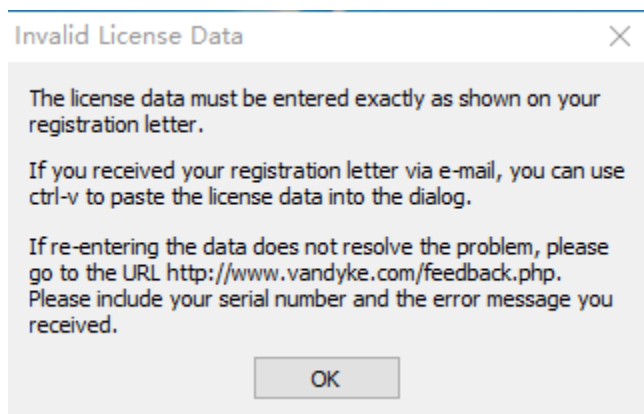 Invalid License Data
The license data must be entered exactly as shown on your
registration letter.
If you received your registration letter via e-mail, you can use
ctrl-v to paste the license data into the dialog.
If re-entering the data does not resolve the problem, please
go to the URL http://www.vandyke.com/feedback.php.
Please include your serial number and the error message you
received.
OK